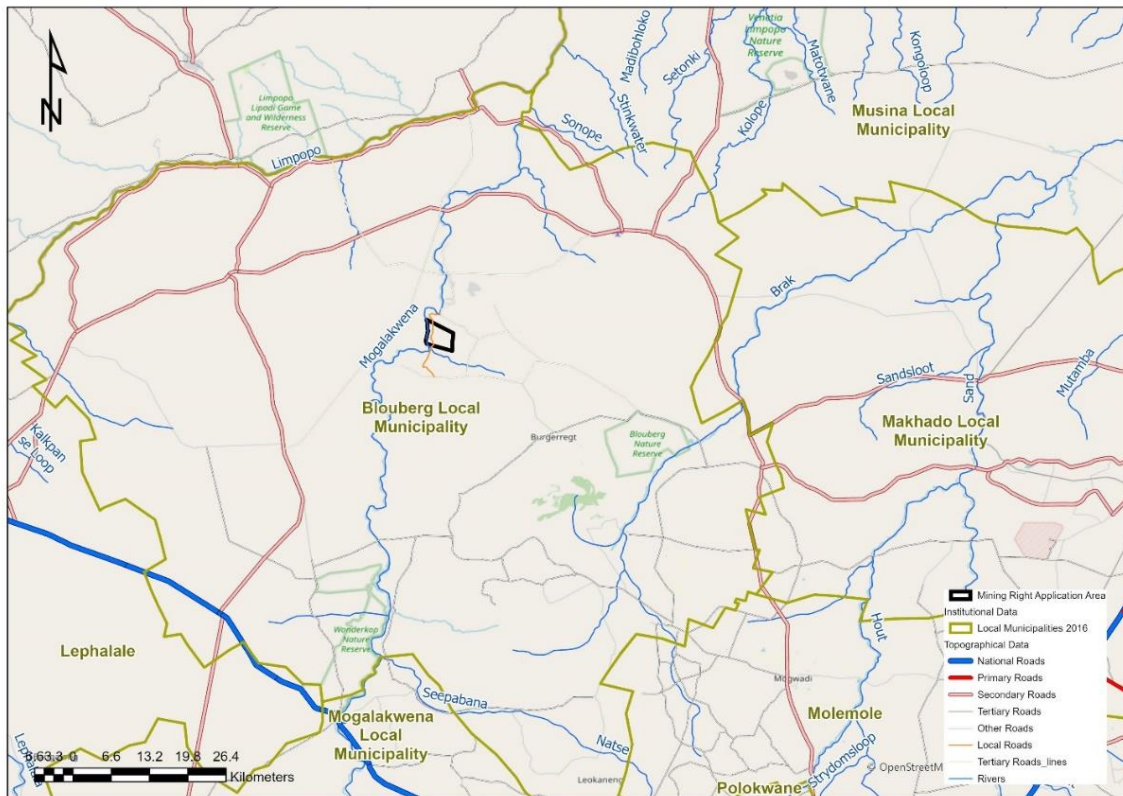 N
Venetia
Limpopo
Nature
Reserve
Madibohloko
Setonki
Matotwane
Kongoloop
Stinkwater
Kolope
Sonope
Limpopo
Lipadi Game
and Wilderness
Reserve
Musina Local
Municipality
Limpopo
Brak
Mogalakwena
Sandsloot
Sand
Mutamba
Blouberg Local
Municipality
Makhado Local
Municipality
Burgerregt
Blouberg
Nature
Reserve
Kalkpan
se Loop
Wonderkop
Nature
Reserve
Lephalale
Hout
Seepabana
Mogwadi
Mogalakwena
Local
Municipality
Molemole
Natse
Strydomsloop
Leokaneng
Polokwane
© OpenStreetM
6.6 13.2 19.8 26.4
Kilometers
Mining Right Application Area
Institutional Data
Local Municipalities 2016
Topographical Data
National Roads
Primary Roads
Secondary Roads
Tertiary Roads
Other Roads
Local Roads
Tertiary Roads_lines
Rivers